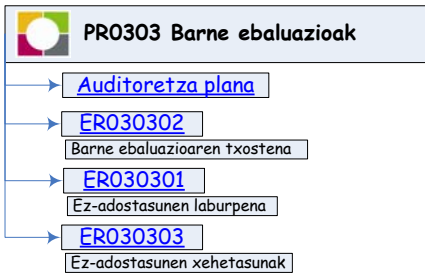 PR0303 Barne ebaluazioak
Auditoretza plana
ER030302
Barne ebaluazioaren txostena
ER030301
Ez-adostasunen laburpena
ER030303
Ez-adostasunen xehetasunak